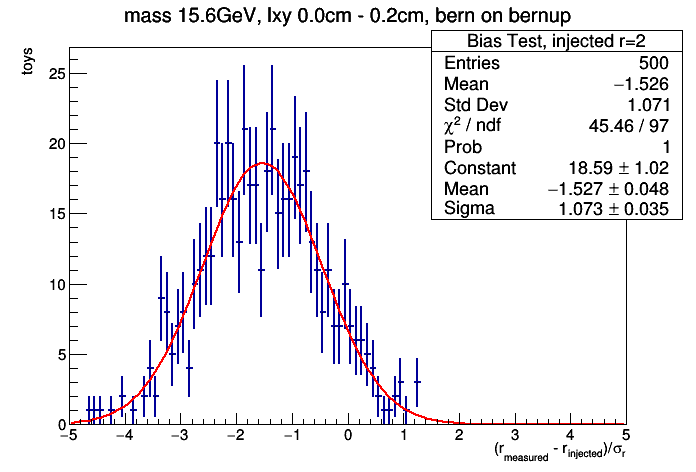 mass 15.6GeV, lxy 0.0cm - 0.2cm, bern on bernup
toys
Bias Test, injected r=2
Entries 500
Mean −1.526
Std Dev 1.071
χ² / ndf 45.46 / 97
Prob 1
Constant 18.59 ± 1.02
Mean −1.527 ± 0.048
Sigma 1.073 ± 0.035
25
20
15
10
5
0
−5 −4 −3 −2 −1 0 1 2 3 4 5
(r_measured - r_injected)/σ_r